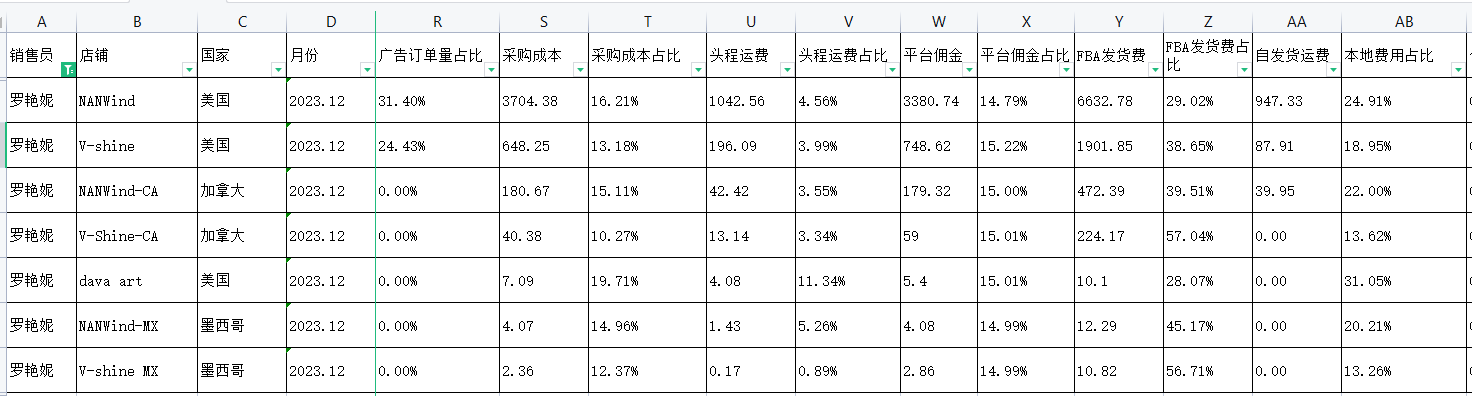 A B C D R S T U V W X Y Z AA AB
销售员 店铺 国家 月份 广告订单量占比 采购成本 采购成本占比 头程运费 头程运费占比 平台佣金 平台佣金占比 FBA发货费 FBA发货费占比 自发货运费 本地费用占比
罗艳妮 NANWind 美国 2023.12 31.40% 3704.38 16.21% 1042.56 4.56% 3380.74 14.79% 6632.78 29.02% 947.33 24.91%
罗艳妮 V-shine 美国 2023.12 24.43% 648.25 13.18% 196.09 3.99% 748.62 15.22% 1901.85 38.65% 87.91 18.95%
罗艳妮 NANWind-CA 加拿大 2023.12 0.00% 180.67 15.11% 42.42 3.55% 179.32 15.00% 472.39 39.51% 39.95 22.00%
罗艳妮 V-Shine-CA 加拿大 2023.12 0.00% 40.38 10.27% 13.14 3.34% 59 15.01% 224.17 57.04% 0.00 13.62%
罗艳妮 dava art 美国 2023.12 0.00% 7.09 19.71% 4.08 11.34% 5.4 15.01% 10.1 28.07% 0.00 31.05%
罗艳妮 NANWind-MX 墨西哥 2023.12 0.00% 4.07 14.96% 1.43 5.26% 4.08 14.99% 12.29 45.17% 0.00 20.21%
罗艳妮 V-shine MX 墨西哥 2023.12 0.00% 2.36 12.37% 0.17 0.89% 2.86 14.99% 10.82 56.71% 0.00 13.26%